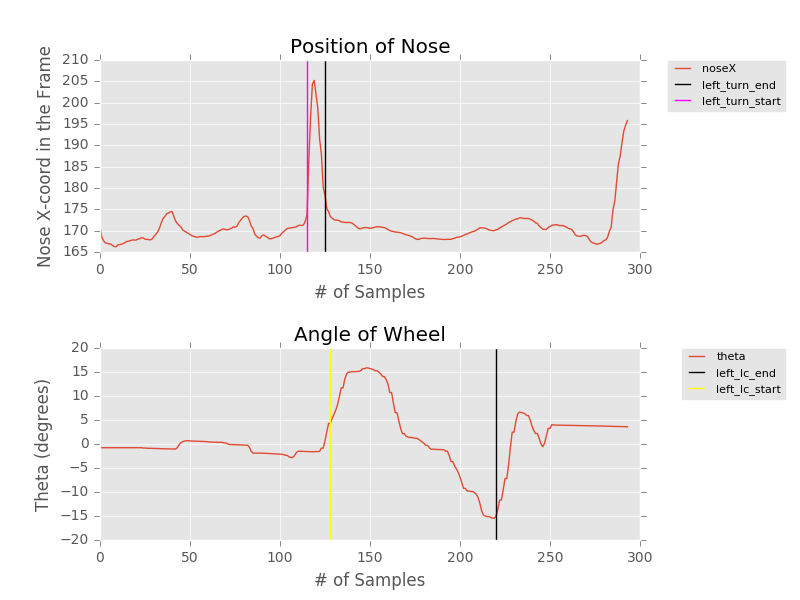 Position of Nose
Nose X-coord in the Frame
210
205
200
195
190
185
180
175
170
165
0 50 100 150 200 250 300
# of Samples
noseX
left_turn_end
left_turn_start
Angle of Wheel
Theta (degrees)
20
15
10
5
0
−5
−10
−15
−20
0 50 100 150 200 250 300
# of Samples
theta
left_lc_end
left_lc_start